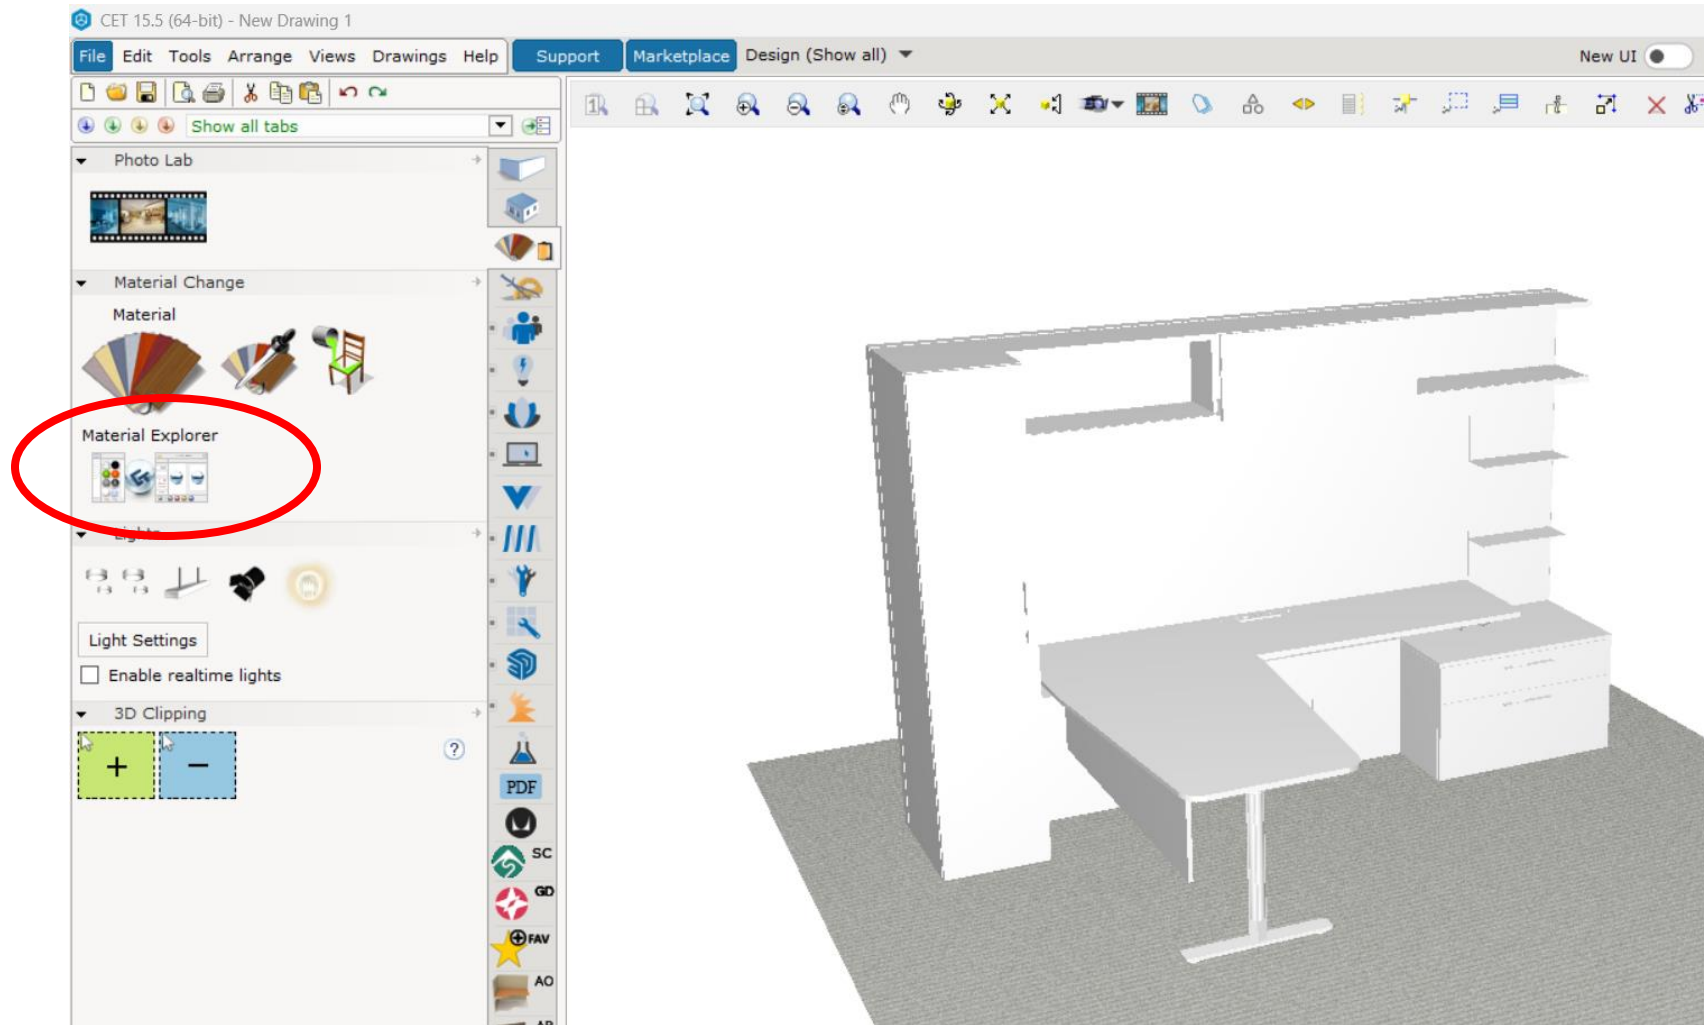 CET 15.5 (64-bit) - New Drawing 1
File Edit Tools Arrange Views Drawings Help Support Marketplace Design (Show all) New UI
Show all tabs
Photo Lab
Material Change
Material
Material Explorer
Lights
Light Settings
Enable realtime lights
3D Clipping
+ −
?
PDF
SC
GD
FAV
AO
AP